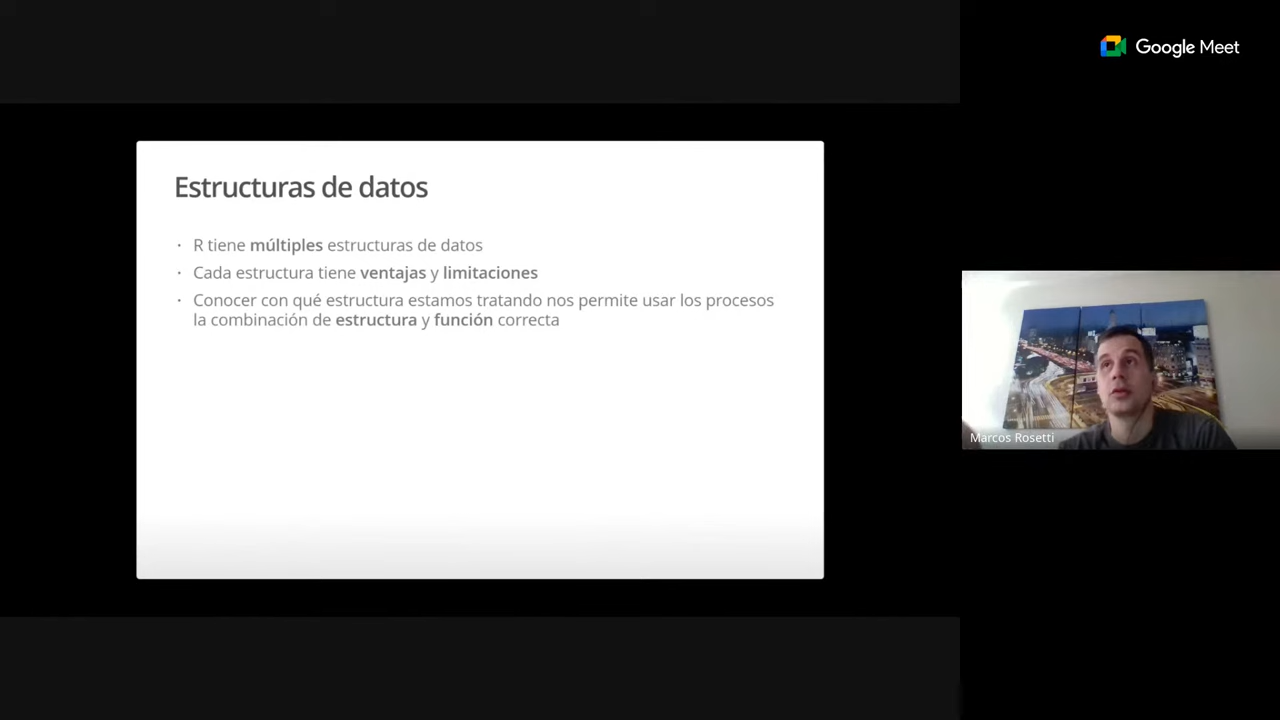 Google Meet
Estructuras de datos
· R tiene múltiples estructuras de datos
· Cada estructura tiene ventajas y limitaciones
· Conocer con qué estructura estamos tratando nos permite usar los procesos
la combinación de estructura y función correcta
Marcos Rosetti